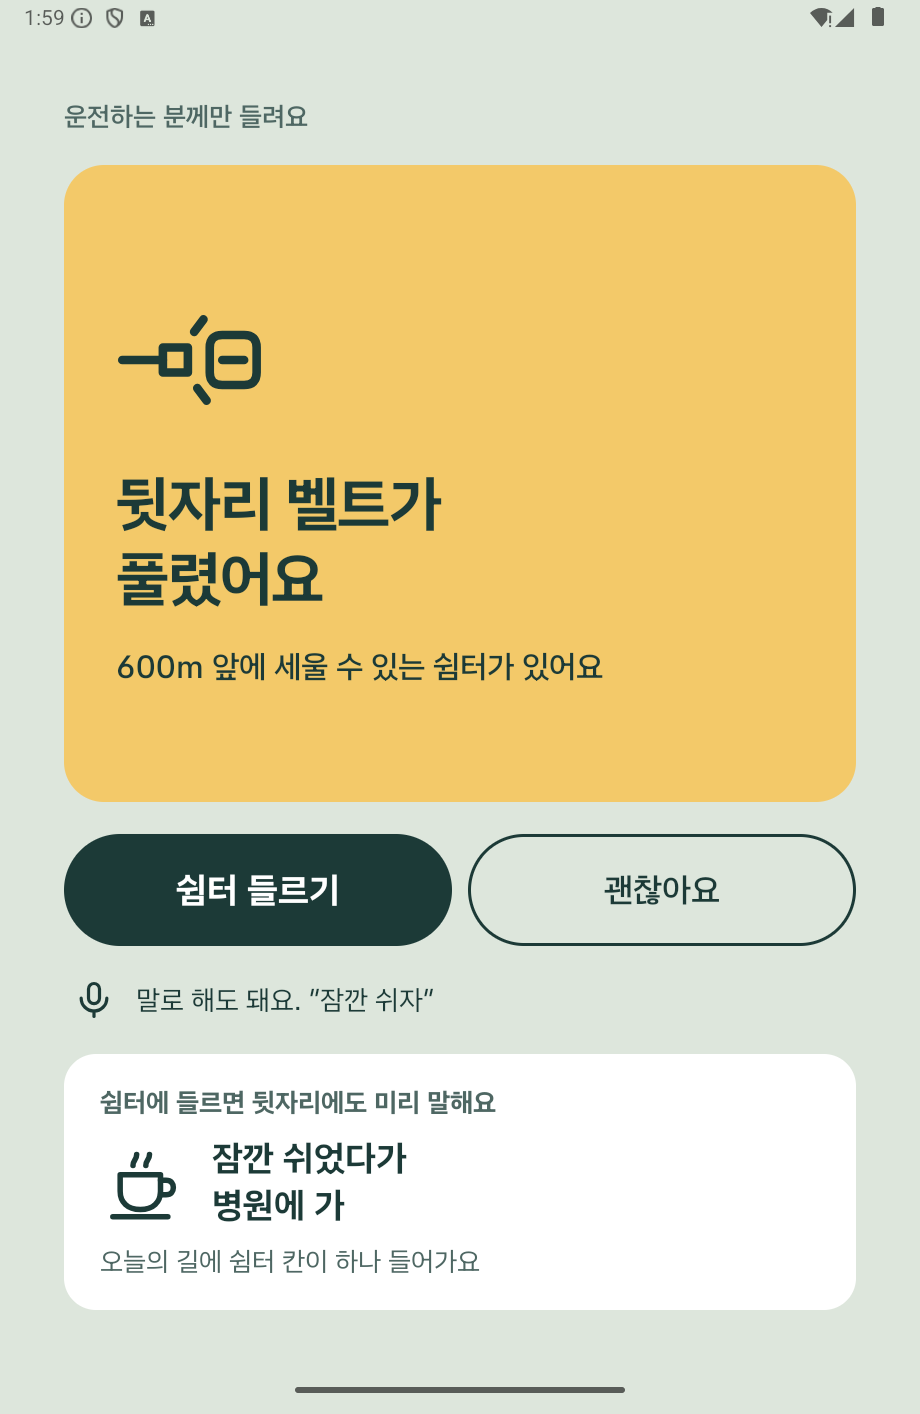 1:59
운전하는 분께만 들려요
뒷자리 벨트가
풀렸어요
600m 앞에 세울 수 있는 쉼터가 있어요
쉼터 들르기
괜찮아요
말로 해도 돼요. “잠깐 쉬자”
쉼터에 들르면 뒷자리에도 미리 말해요
잠깐 쉬었다가
병원에 가
오늘의 길에 쉼터 칸이 하나 들어가요